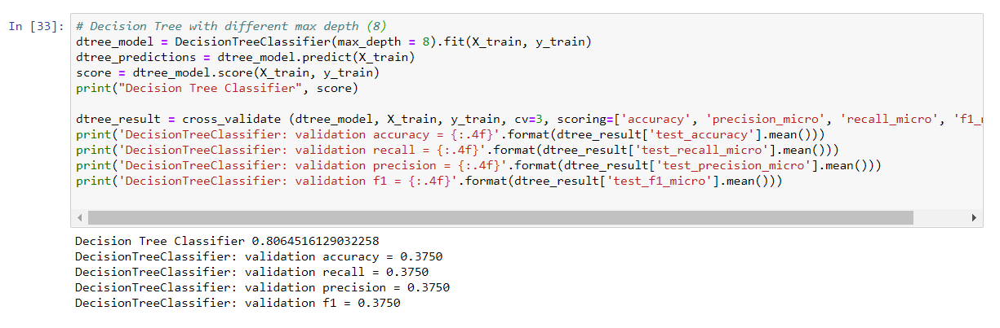 In [33]:
# Decision Tree with different max depth (8)
dtree_model = DecisionTreeClassifier(max_depth = 8).fit(X_train, y_train)
dtree_predictions = dtree_model.predict(X_train)
score = dtree_model.score(X_train, y_train)
print("Decision Tree Classifier", score)
dtree_result = cross_validate (dtree_model, X_train, y_train, cv=3, scoring=['accuracy', 'precision_micro', 'recall_micro', 'f1_
print('DecisionTreeClassifier: validation accuracy = {:.4f}'.format(dtree_result['test_accuracy'].mean()))
print('DecisionTreeClassifier: validation recall = {:.4f}'.format(dtree_result['test_recall_micro'].mean()))
print('DecisionTreeClassifier: validation precision = {:.4f}'.format(dtree_result['test_precision_micro'].mean()))
print('DecisionTreeClassifier: validation f1 = {:.4f}'.format(dtree_result['test_f1_micro'].mean()))
Decision Tree Classifier 0.8064516129032258
DecisionTreeClassifier: validation accuracy = 0.3750
DecisionTreeClassifier: validation recall = 0.3750
DecisionTreeClassifier: validation precision = 0.3750
DecisionTreeClassifier: validation f1 = 0.3750